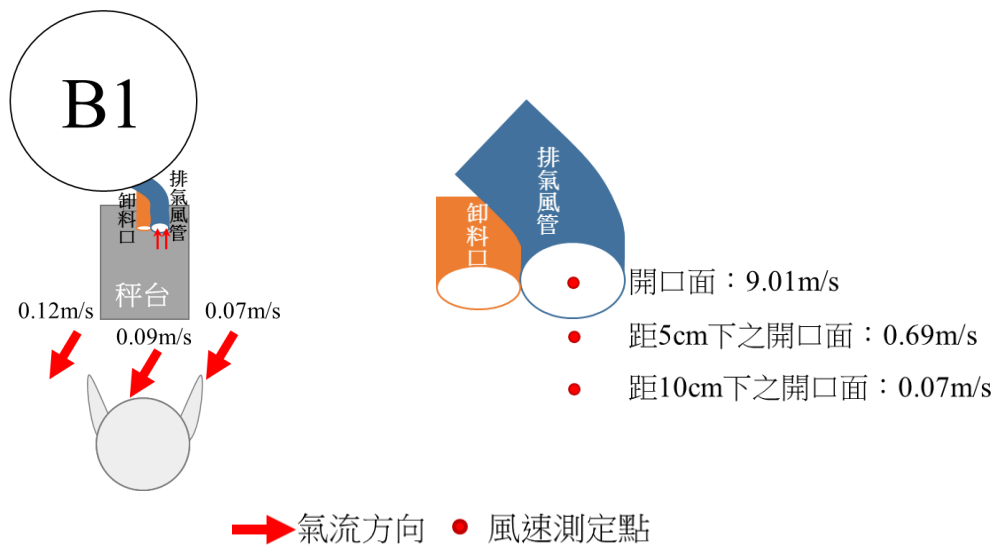 B1
卸料口
排氣風管
秤台
0.12m/s
0.09m/s
0.07m/s
卸料口
排氣風管
開口面：9.01m/s
距5cm下之開口面：0.69m/s
距10cm下之開口面：0.07m/s
氣流方向
風速測定點